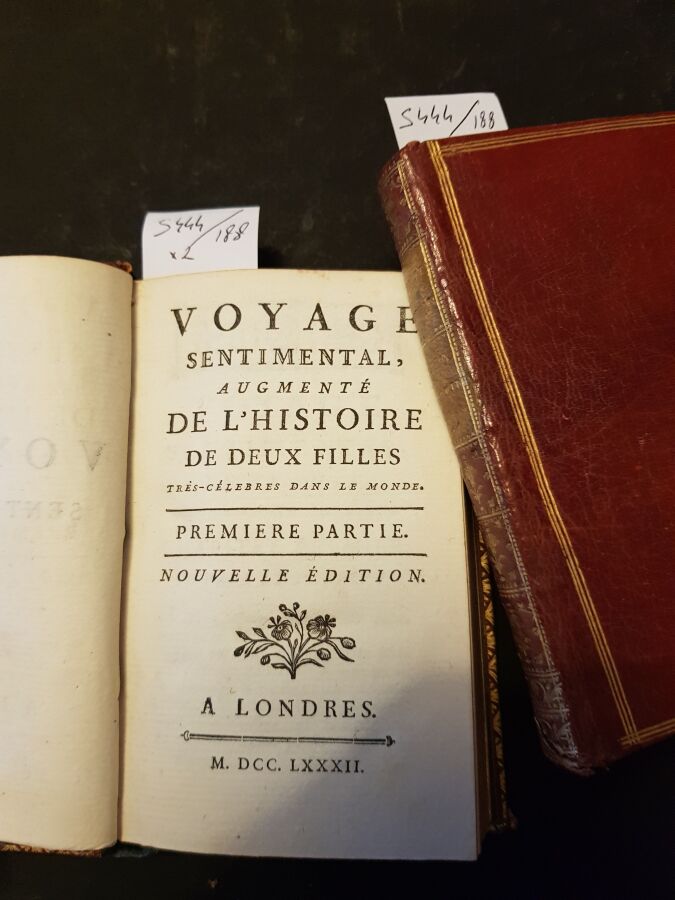 S444/188
S444/188
x2
VOYAGE
SENTIMENTAL,
AUGMENTÉ
DE L'HISTOIRE
DE DEUX FILLES
TRÈS-CÉLEBRES DANS LE MONDE.
PREMIERE PARTIE.
NOUVELLE ÉDITION.
A LONDRES.
M. DCC. LXXXII.